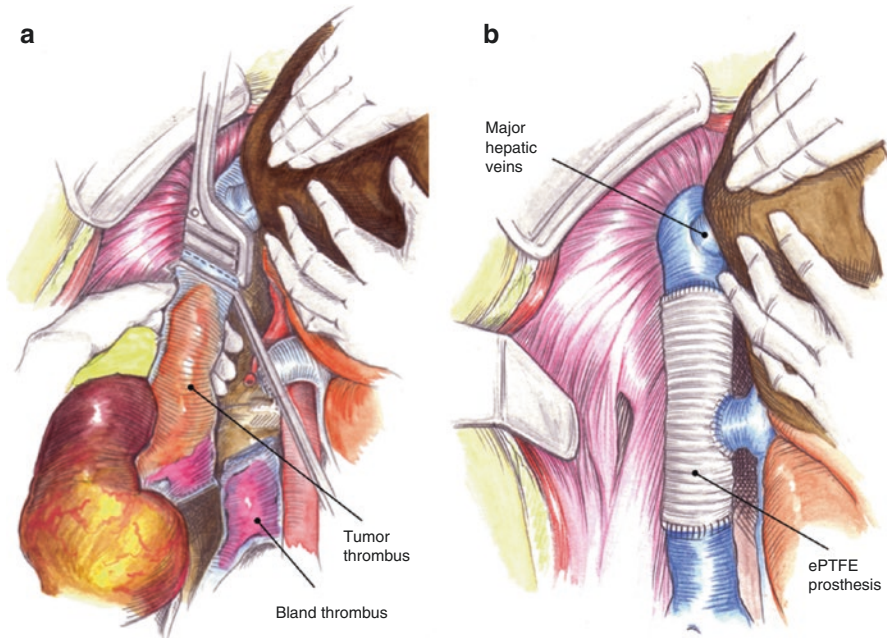 a
b
Major
hepatic
veins
Tumor
thrombus
Bland thrombus
ePTFE
prosthesis